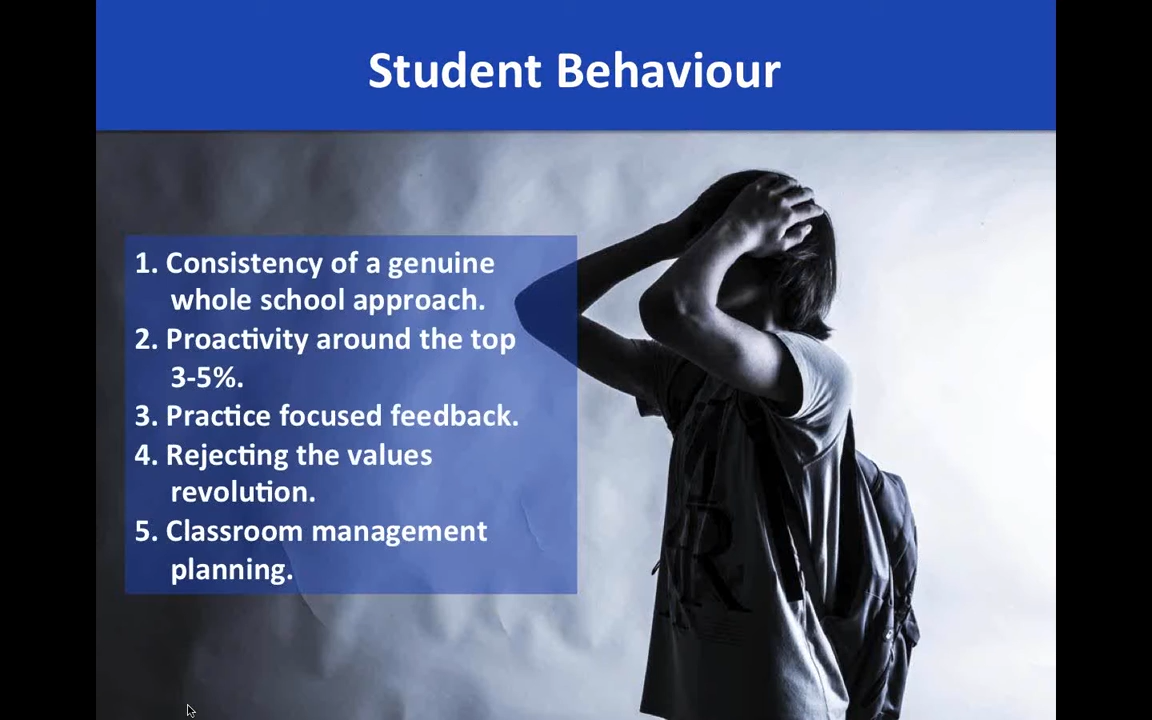 Student Behaviour
1. Consistency of a genuine
whole school approach.
2. Proactivity around the top
3-5%.
3. Practice focused feedback.
4. Rejecting the values
revolution.
5. Classroom management
planning.